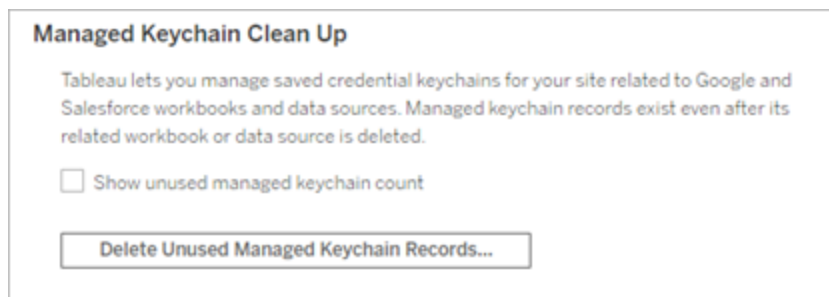 Managed Keychain Clean Up
Tableau lets you manage saved credential keychains for your site related to Google and
Salesforce workbooks and data sources. Managed keychain records exist even after its
related workbook or data source is deleted.
Show unused managed keychain count
Delete Unused Managed Keychain Records...